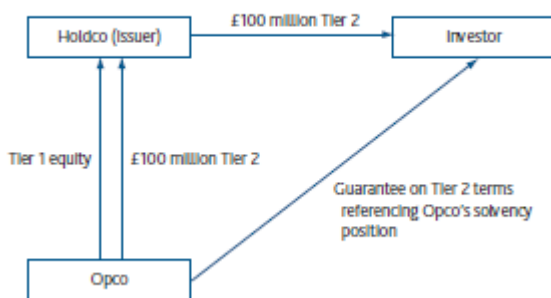 £100 million Tier 2
Holdco (Issuer)
Investor
Tier 1 equity
£100 million Tier 2
Guarantee on Tier 2 terms
referencing Opco's solvency
position
Opco